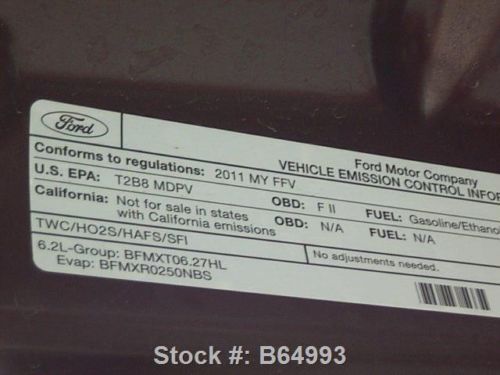 Ford
Ford Motor Company
VEHICLE EMISSION CONTROL
Conforms to regulations: 2011 MY FFV
U.S. EPA: T2B8 MDPV OBD: F II FUEL: Gasoline/Ethanol
California: Not for sale in states with California emissions OBD: N/A FUEL: N/A
TWC/HO2S/HAFS/SFI
No adjustments needed.
6.2L-Group: BFMXT06.27HL
Evap: BFMXR0250NBS
Stock #: B64993